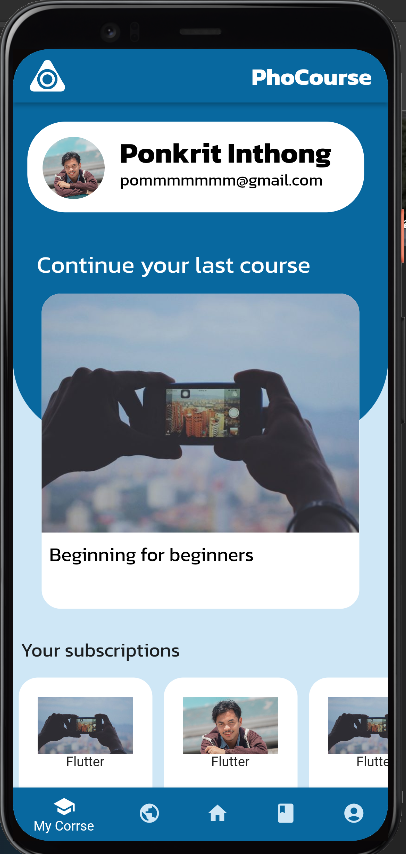 PhoCourse
Ponkrit Inthong
pommmmmmm@gmail.com
Continue your last course
Beginning for beginners
Your subscriptions
Flutter
Flutter
Flutte
My Corrse